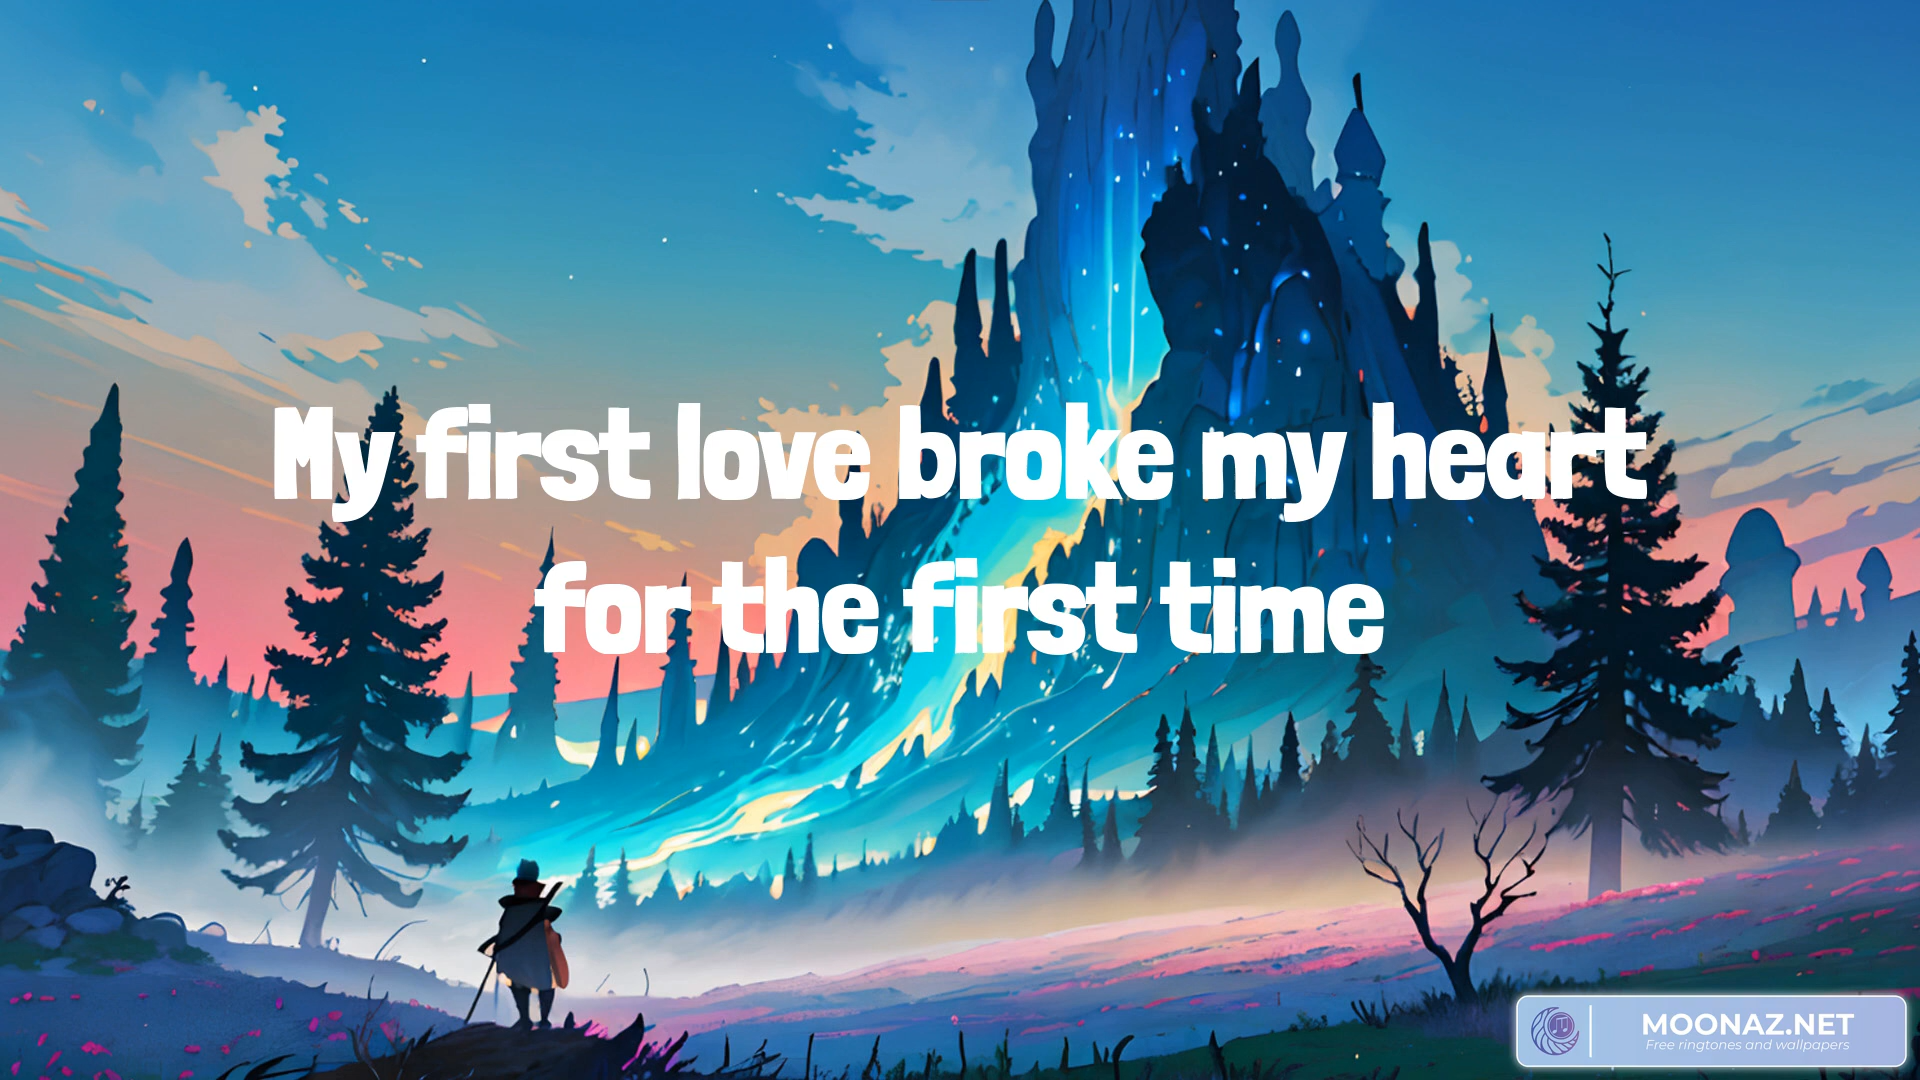 My first love broke my heart
for the first time
MOONAZ.NET
Free ringtones and wallpapers